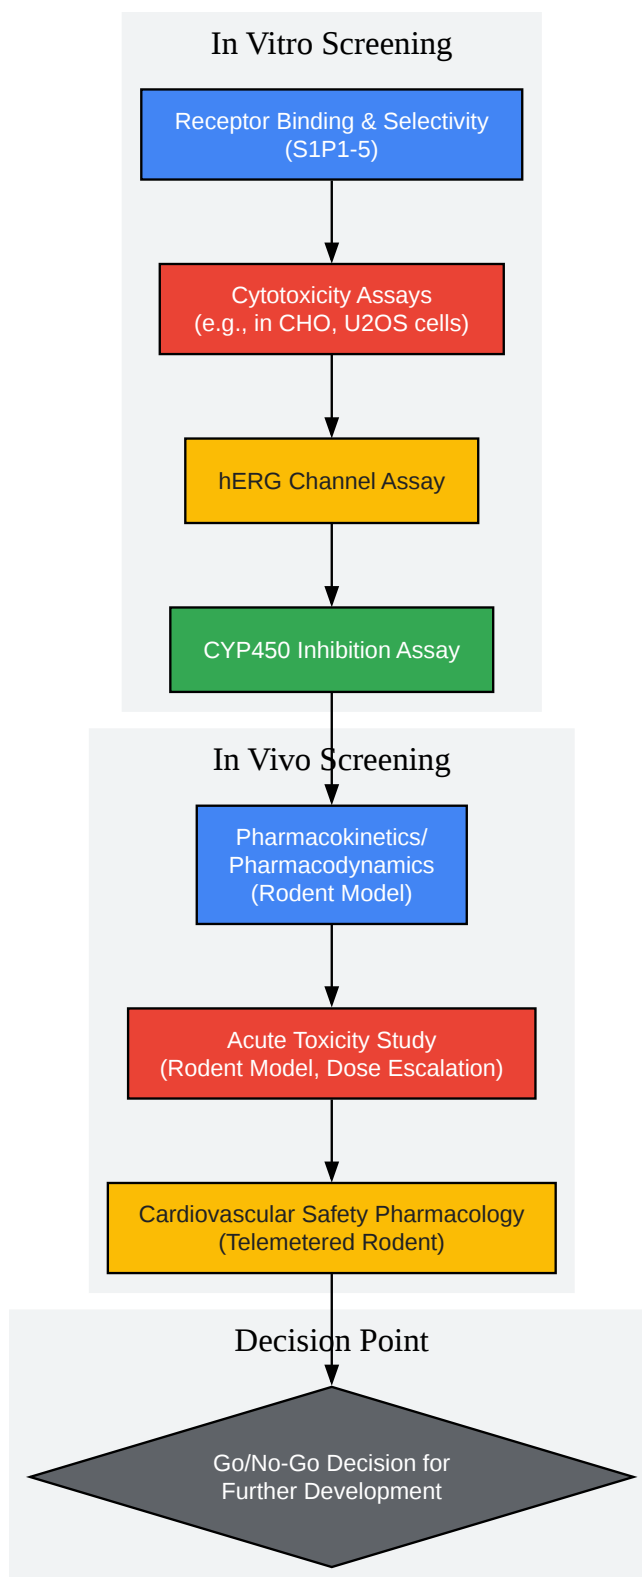 In Vitro Screening
Receptor Binding & Selectivity
(S1P1-5)
Cytotoxicity Assays
(e.g., in CHO, U2OS cells)
hERG Channel Assay
CYP450 Inhibition Assay
In Vivo Screening
Pharmacokinetics/
Pharmacodynamics
(Rodent Model)
Acute Toxicity Study
(Rodent Model, Dose Escalation)
Cardiovascular Safety Pharmacology
(Telemetered Rodent)
Decision Point
Go/No-Go Decision for
Further Development